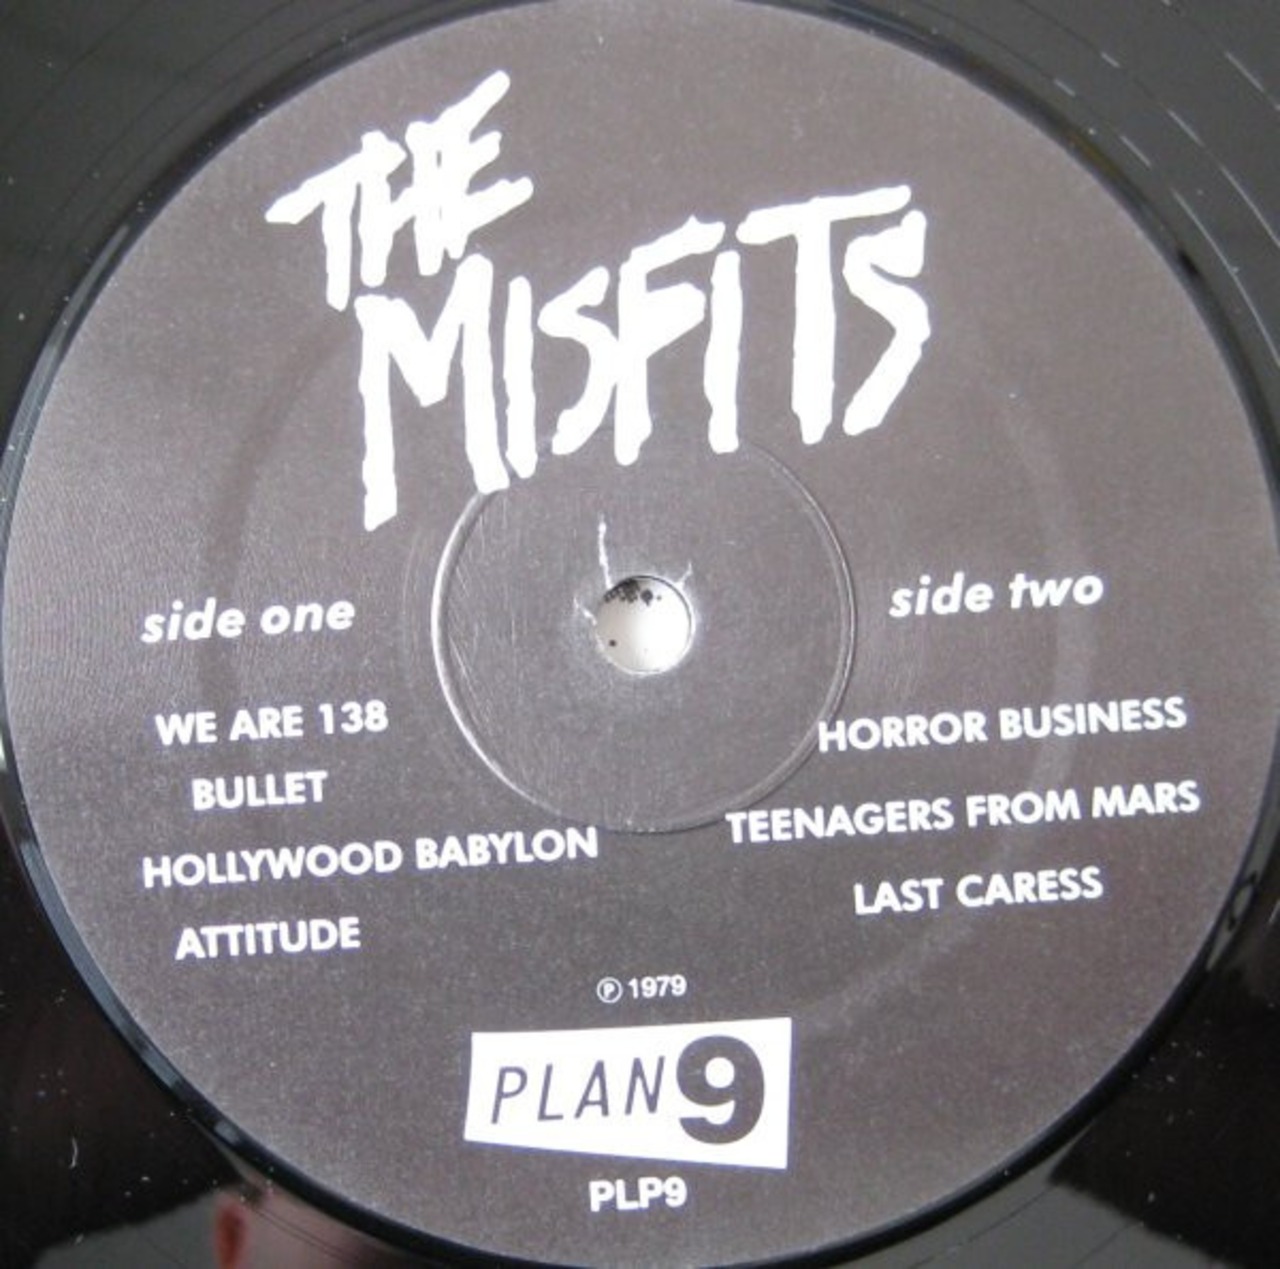 THE
MISFITS
side one
WE ARE 138
BULLET
HOLLYWOOD BABYLON
ATTITUDE
side two
HORROR BUSINESS
TEENAGERS FROM MARS
LAST CARESS
℗ 1979
PLAN 9
PLP9